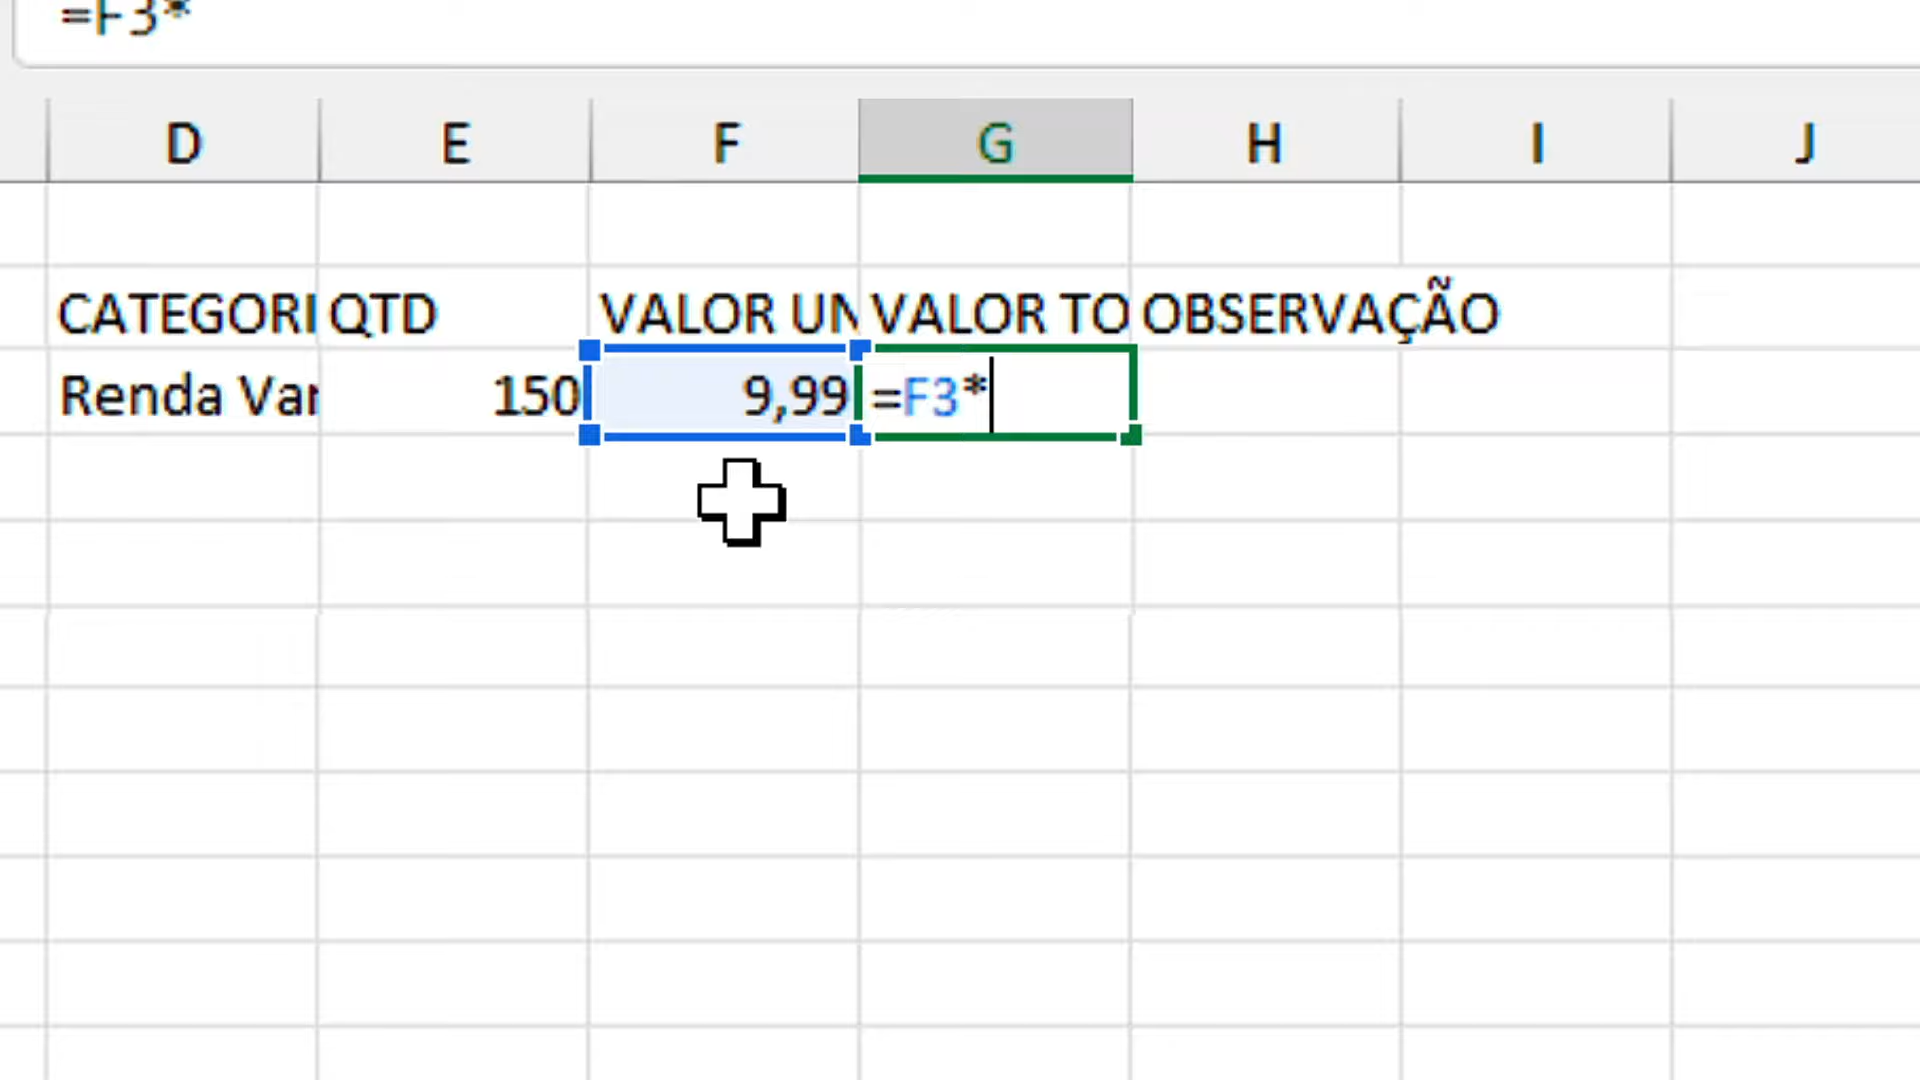 =F3*
D E F G H I J
CATEGORI QTD VALOR UN VALOR TO OBSERVAÇÃO
Renda Var 150 9,99 =F3*